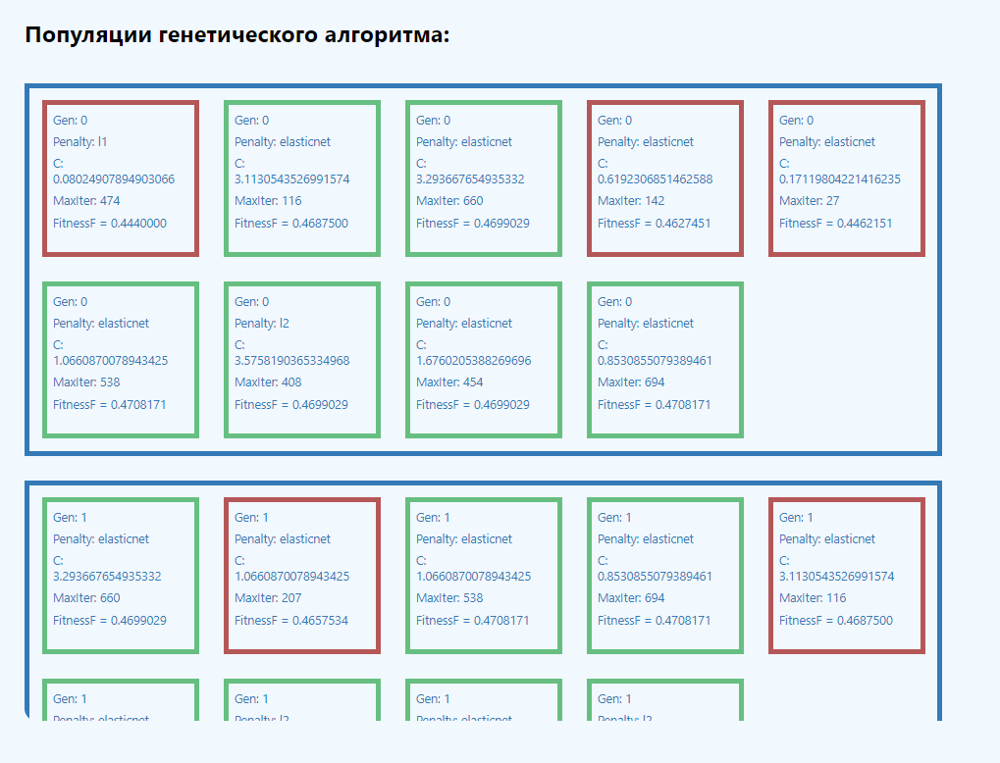 Популяции генетического алгоритма:
Gen: 0
Penalty: l1
C:
0.08024907894903066
MaxIter: 474
FitnessF = 0.4440000
Gen: 0
Penalty: elasticnet
C:
3.1130543526991574
MaxIter: 116
FitnessF = 0.4687500
Gen: 0
Penalty: elasticnet
C:
3.293667654935332
MaxIter: 660
FitnessF = 0.4699029
Gen: 0
Penalty: elasticnet
C:
0.6192306851462588
MaxIter: 142
FitnessF = 0.4627451
Gen: 0
Penalty: elasticnet
C:
0.17119804221416235
MaxIter: 27
FitnessF = 0.4462151
Gen: 0
Penalty: elasticnet
C:
1.0660870078943425
MaxIter: 538
FitnessF = 0.4708171
Gen: 0
Penalty: l2
C:
3.5758190365334968
MaxIter: 408
FitnessF = 0.4699029
Gen: 0
Penalty: elasticnet
C:
1.6760205388269696
MaxIter: 454
FitnessF = 0.4699029
Gen: 0
Penalty: elasticnet
C:
0.8530855079389461
MaxIter: 694
FitnessF = 0.4708171
Gen: 1
Penalty: elasticnet
C:
3.293667654935332
MaxIter: 660
FitnessF = 0.4699029
Gen: 1
Penalty: elasticnet
C:
1.0660870078943425
MaxIter: 207
FitnessF = 0.4657534
Gen: 1
Penalty: elasticnet
C:
1.0660870078943425
MaxIter: 538
FitnessF = 0.4708171
Gen: 1
Penalty: elasticnet
C:
0.8530855079389461
MaxIter: 694
FitnessF = 0.4708171
Gen: 1
Penalty: elasticnet
C:
3.1130543526991574
MaxIter: 116
FitnessF = 0.4687500
Gen: 1
Penalty: elasticnet
Gen: 1
Penalty: l2
Gen: 1
Penalty: elasticnet
Gen: 1
Penalty: l2